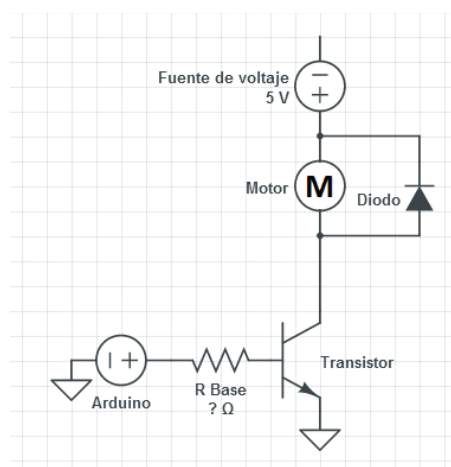 Fuente de voltaje
5 V
Motor
M
Diodo
Transistor
R Base
? Ω
Arduino